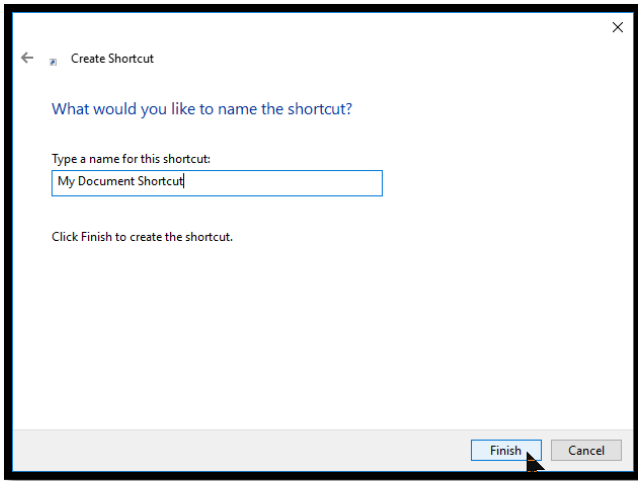 Create Shortcut
What would you like to name the shortcut?
Type a name for this shortcut:
My Document Shortcut
Click Finish to create the shortcut.
Finish Cancel